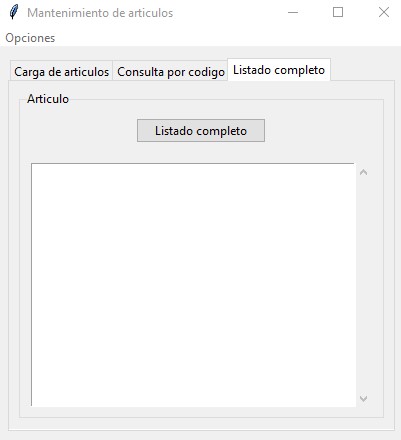 Mantenimiento de articulos
Opciones
Carga de articulos Consulta por codigo Listado completo
Articulo
Listado completo